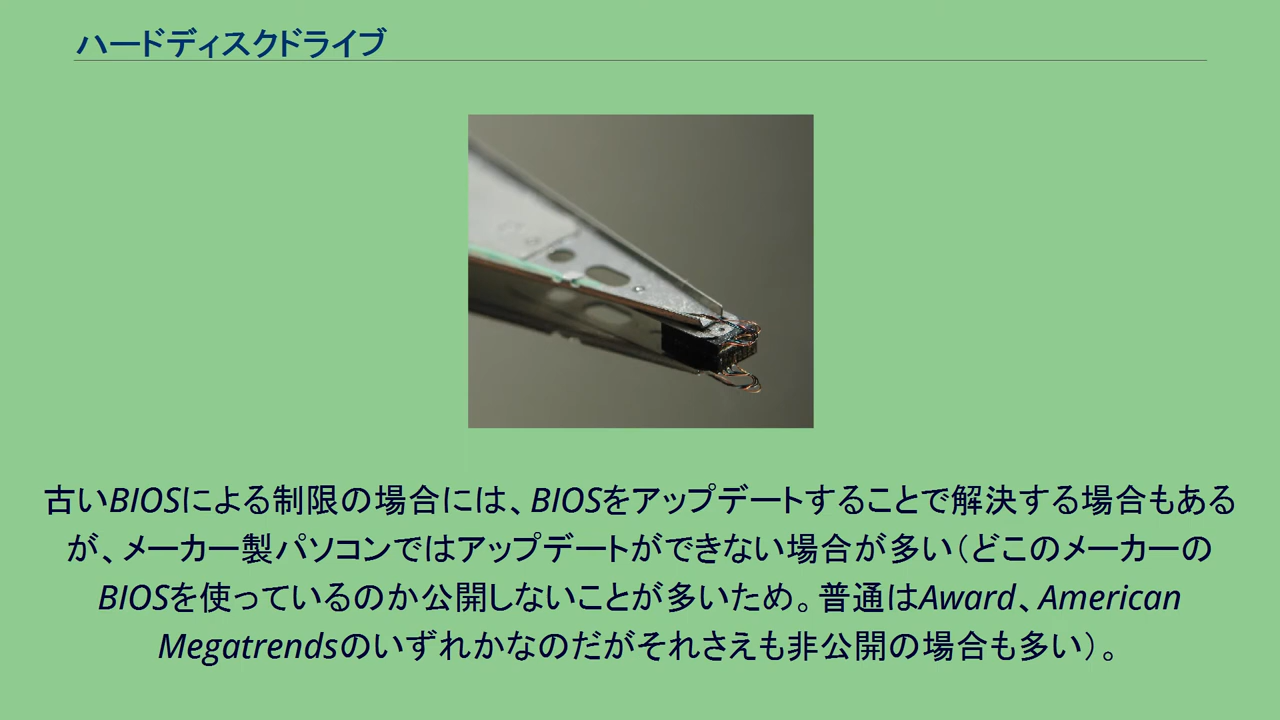 ハードディスクドライブ
古いBIOSによる制限の場合には、BIOSをアップデートすることで解決する場合もある
が、メーカー製パソコンではアップデートができない場合が多い（どこのメーカーの
BIOSを使っているのか公開しないことが多いため。普通はAward、American
Megatrendsのいずれかなのだがそれさえも非公開の場合も多い）。